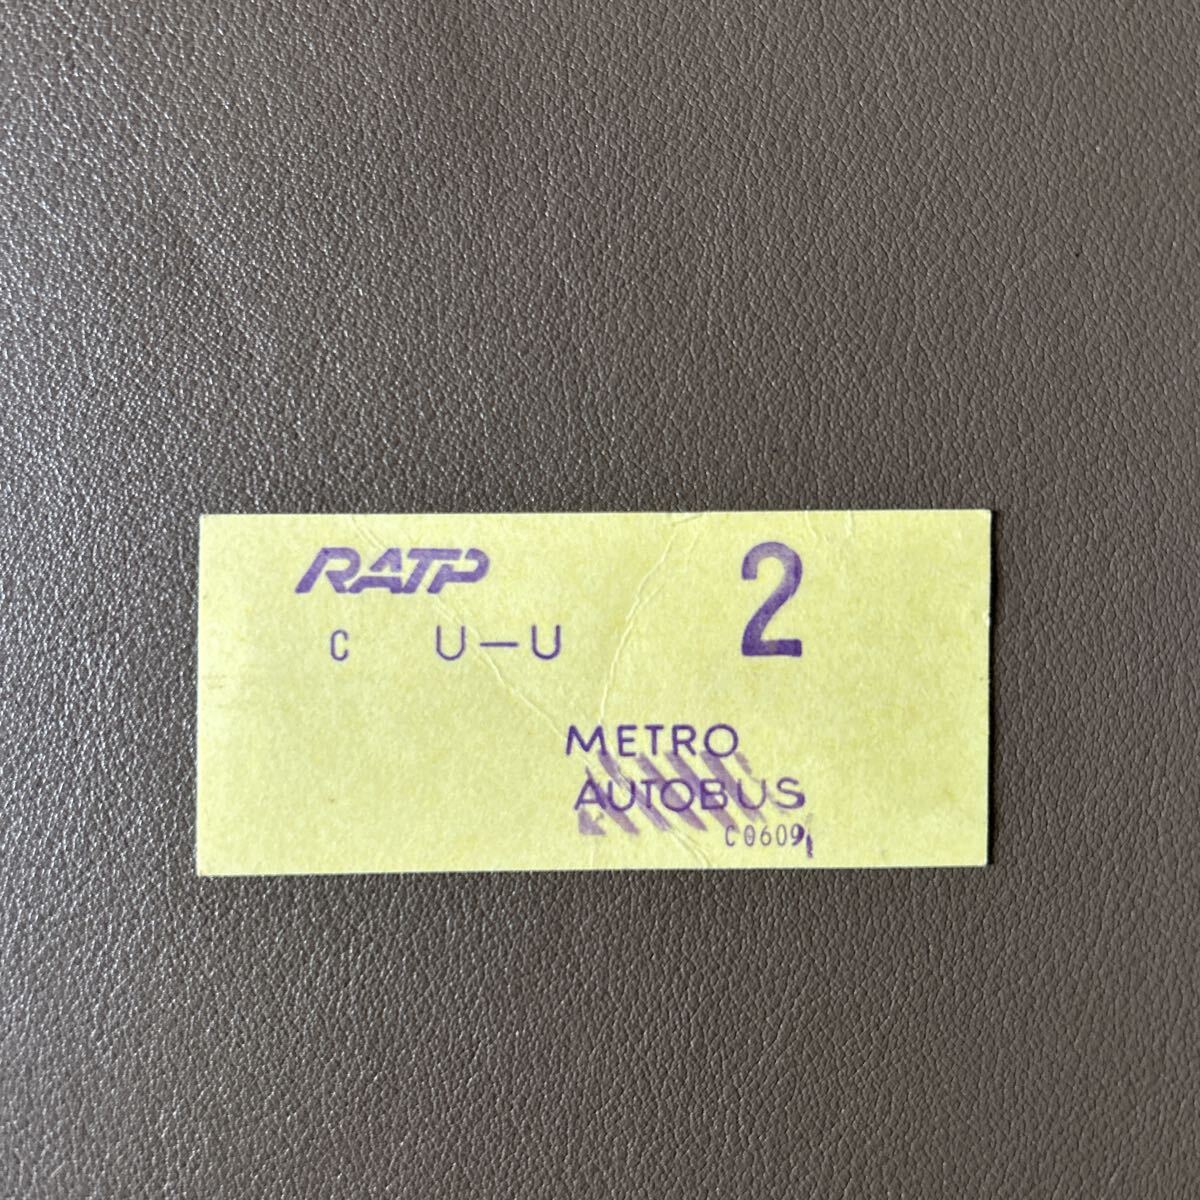 RATP 2
C U-U
METRO
AUTOBUS
C0609